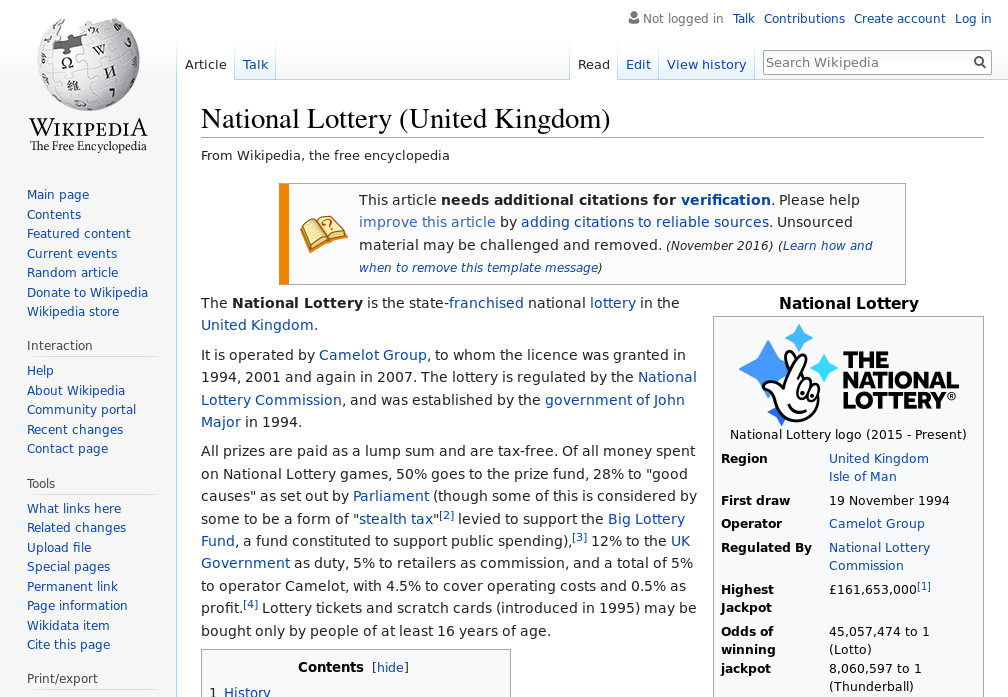 Not logged in Talk Contributions Create account Log in
Article Talk Read Edit View history Search Wikipedia
Ω W И 維
WIKIPEDIA
The Free Encyclopedia
Main page
Contents
Featured content
Current events
Random article
Donate to Wikipedia
Wikipedia store
Interaction
Help
About Wikipedia
Community portal
Recent changes
Contact page
Tools
What links here
Related changes
Upload file
Special pages
Permanent link
Page information
Wikidata item
Cite this page
Print/export
National Lottery (United Kingdom)
From Wikipedia, the free encyclopedia
This article needs additional citations for verification. Please help
improve this article by adding citations to reliable sources. Unsourced
material may be challenged and removed. (November 2016) (Learn how and
when to remove this template message)
The National Lottery is the state-franchised national lottery in the
United Kingdom.
It is operated by Camelot Group, to whom the licence was granted in
1994, 2001 and again in 2007. The lottery is regulated by the National
Lottery Commission, and was established by the government of John
Major in 1994.
All prizes are paid as a lump sum and are tax-free. Of all money spent
on National Lottery games, 50% goes to the prize fund, 28% to "good
causes" as set out by Parliament (though some of this is considered by
some to be a form of "stealth tax"[2] levied to support the Big Lottery
Fund, a fund constituted to support public spending),[3] 12% to the UK
Government as duty, 5% to retailers as commission, and a total of 5%
to operator Camelot, with 4.5% to cover operating costs and 0.5% as
profit.[4] Lottery tickets and scratch cards (introduced in 1995) may be
bought only by people of at least 16 years of age.
Contents [hide]
1 History
National Lottery
THE
NATIONAL
LOTTERY®
National Lottery logo (2015 - Present)
Region United Kingdom
Isle of Man
First draw 19 November 1994
Operator Camelot Group
Regulated By National Lottery
Commission
Highest £161,653,000[1]
Jackpot
Odds of 45,057,474 to 1
winning (Lotto)
jackpot 8,060,597 to 1
(Thunderball)